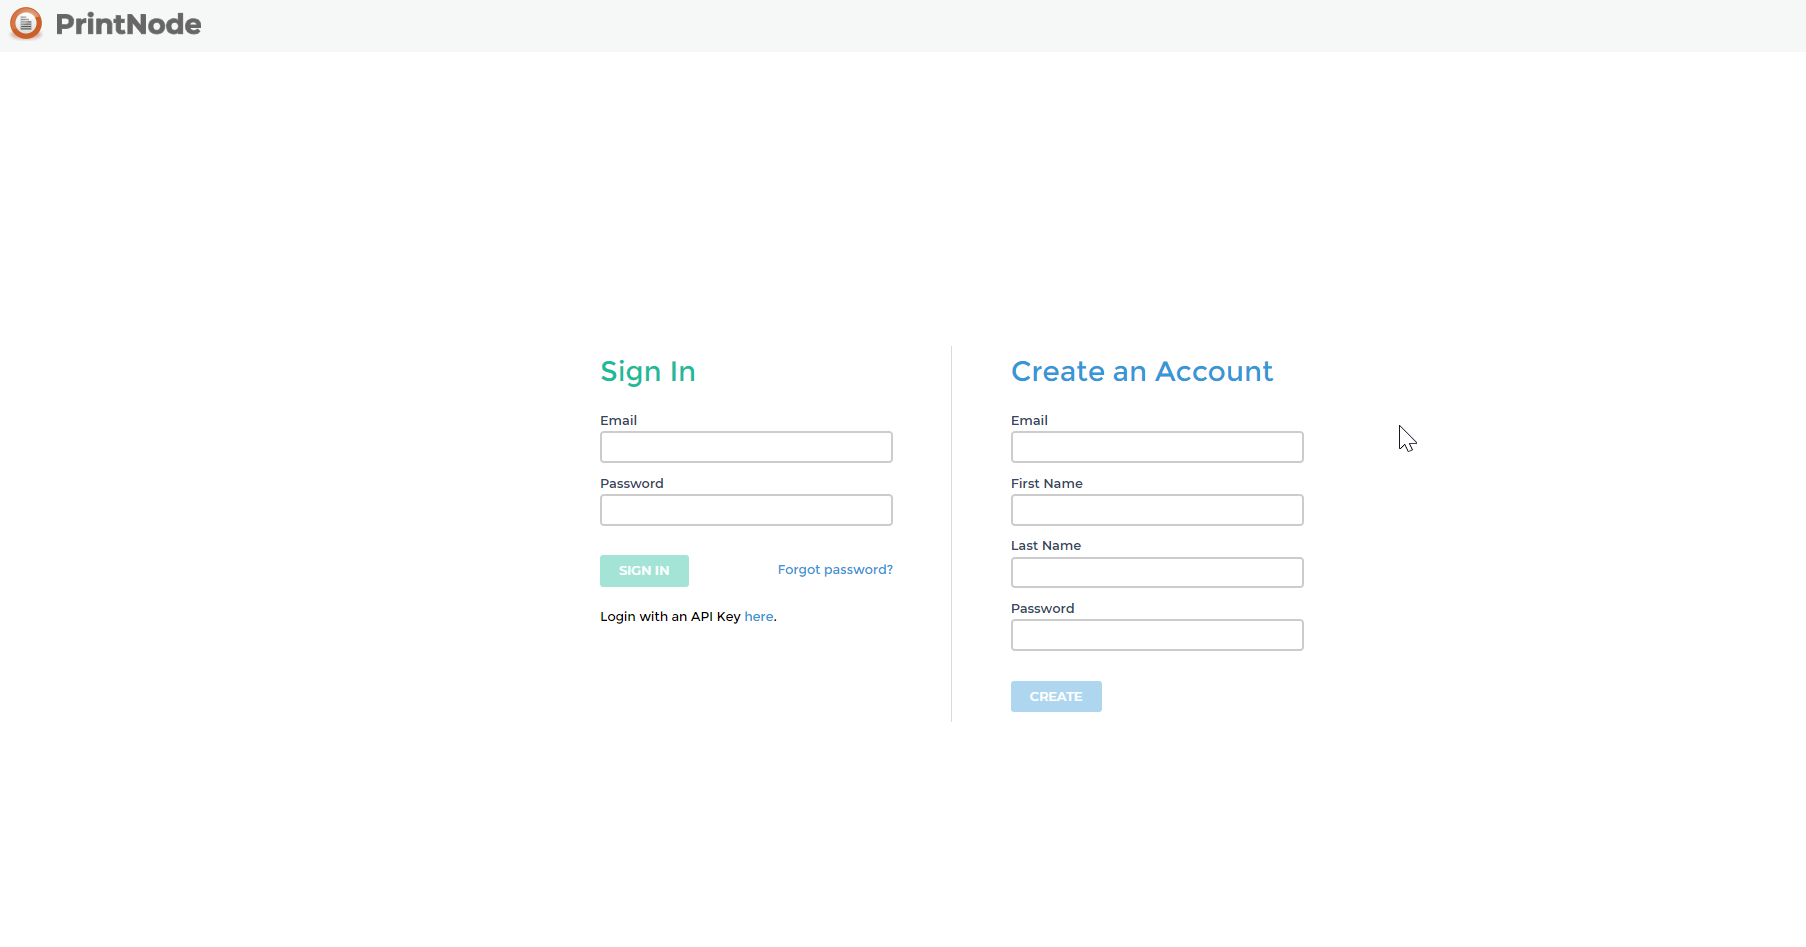 PrintNode
Sign In
Email
Password
SIGN IN
Forgot password?
Login with an API Key here.
Create an Account
Email
First Name
Last Name
Password
CREATE